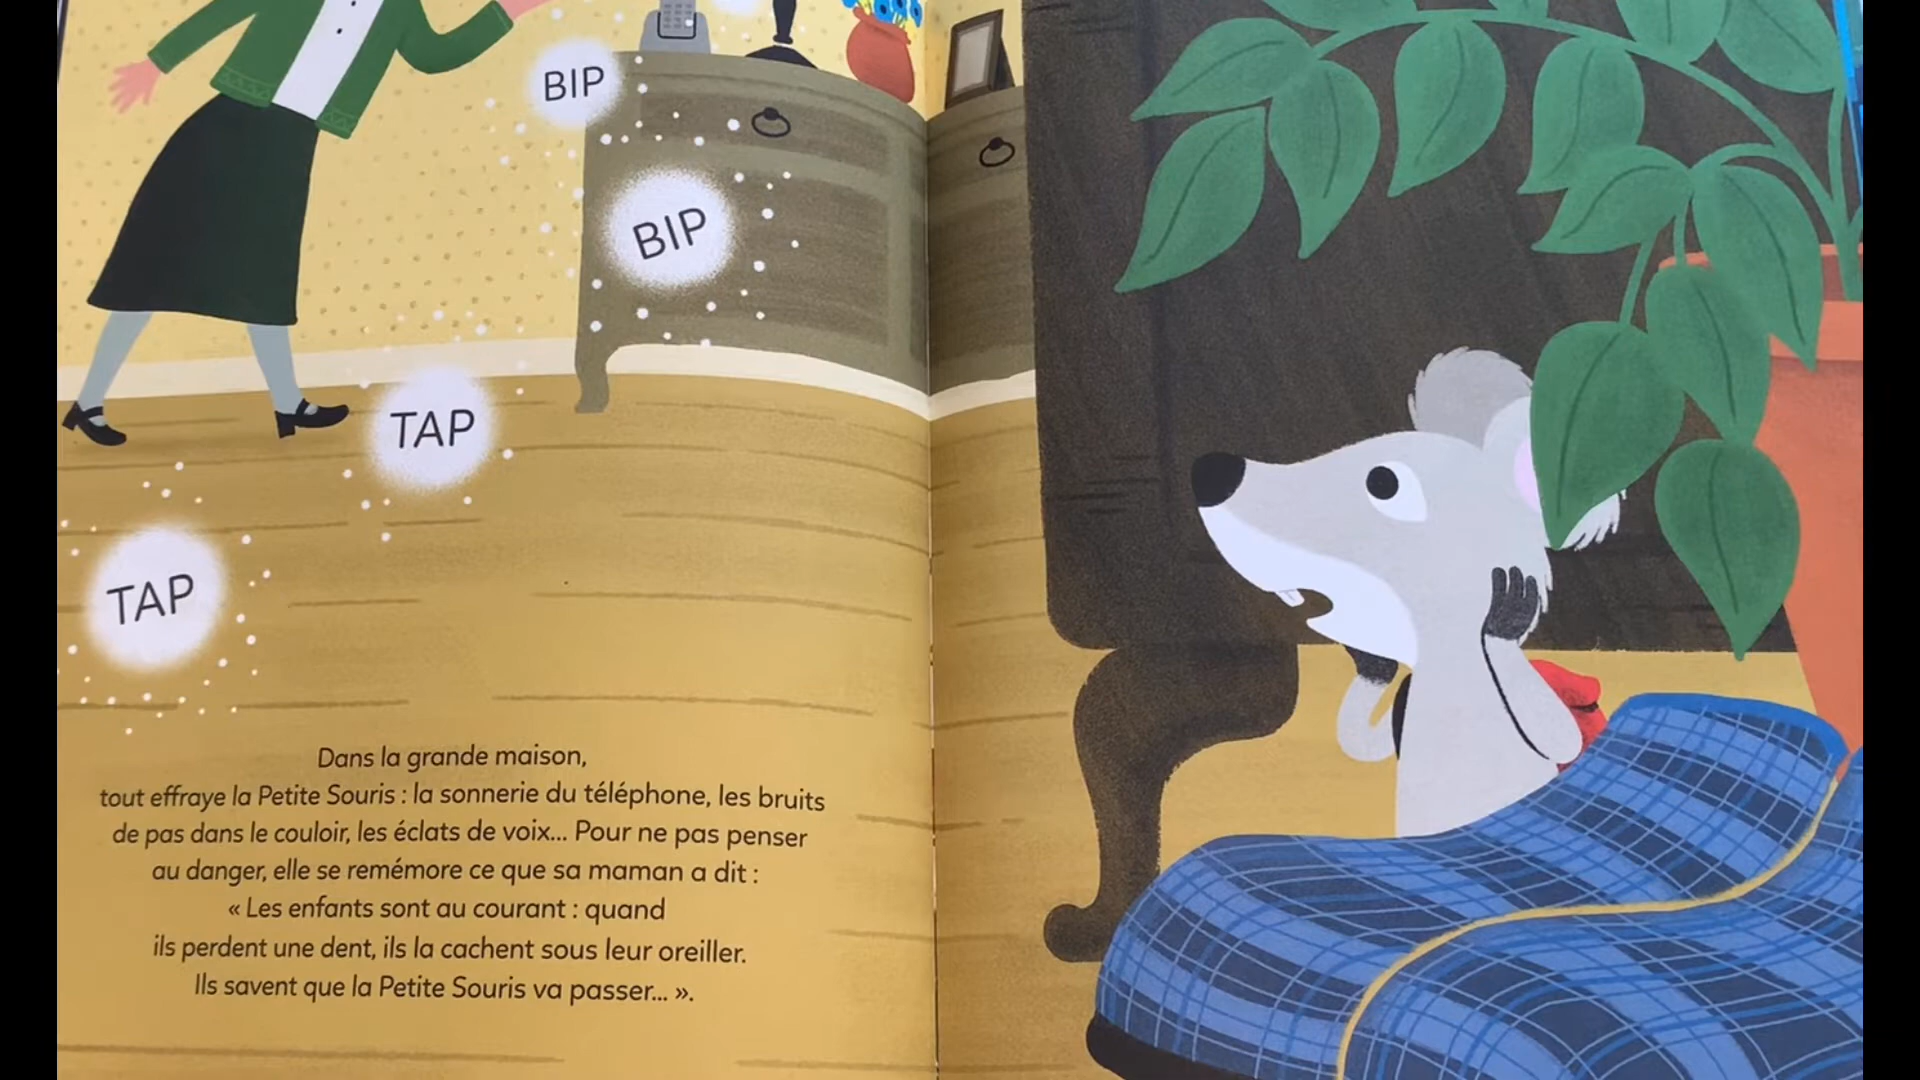 BIP
BIP
TAP
TAP
Dans la grande maison,
tout effraye la Petite Souris : la sonnerie du téléphone, les bruits
de pas dans le couloir, les éclats de voix... Pour ne pas penser
au danger, elle se remémore ce que sa maman a dit :
« Les enfants sont au courant : quand
ils perdent une dent, ils la cachent sous leur oreiller.
Ils savent que la Petite Souris va passer... ».